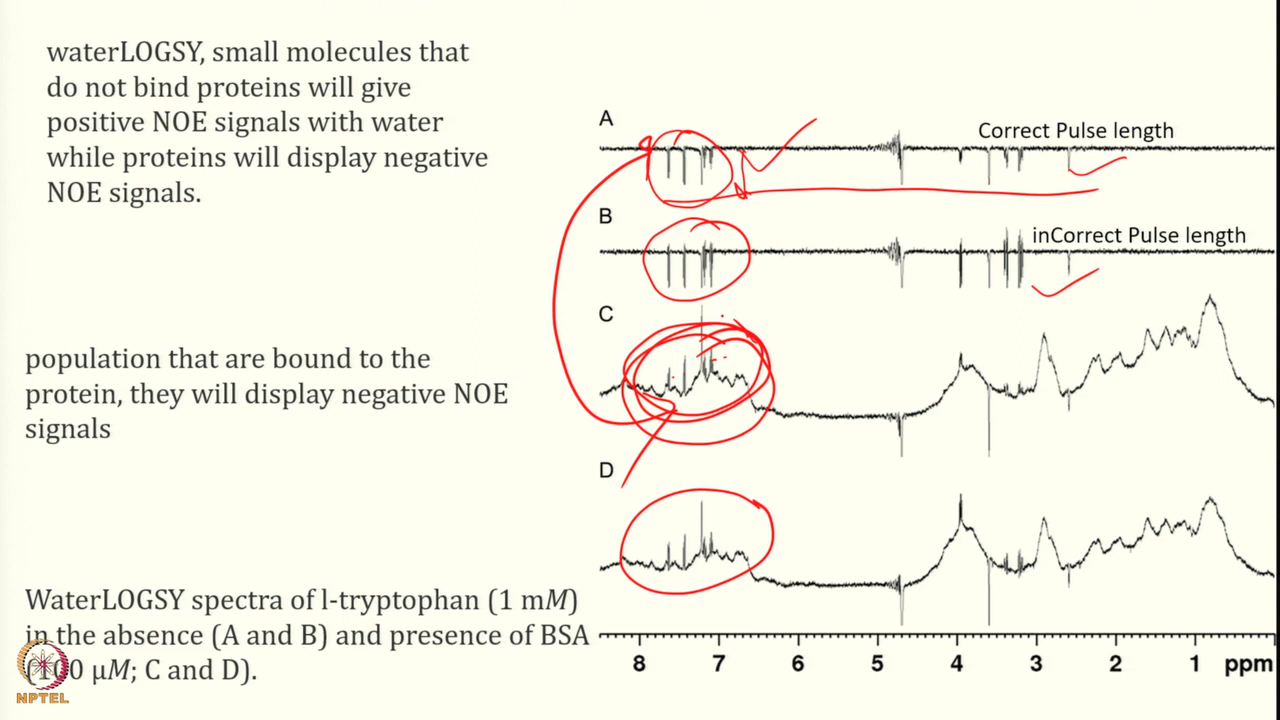 waterLOGSY, small molecules that
do not bind proteins will give
positive NOE signals with water
while proteins will display negative
NOE signals.
population that are bound to the
protein, they will display negative NOE
signals
WaterLOGSY spectra of l-tryptophan (1 mM)
in the absence (A and B) and presence of BSA
(100 μM; C and D).
NPTEL
A
Correct Pulse length
B
inCorrect Pulse length
C
D
8 7 6 5 4 3 2 1 ppm